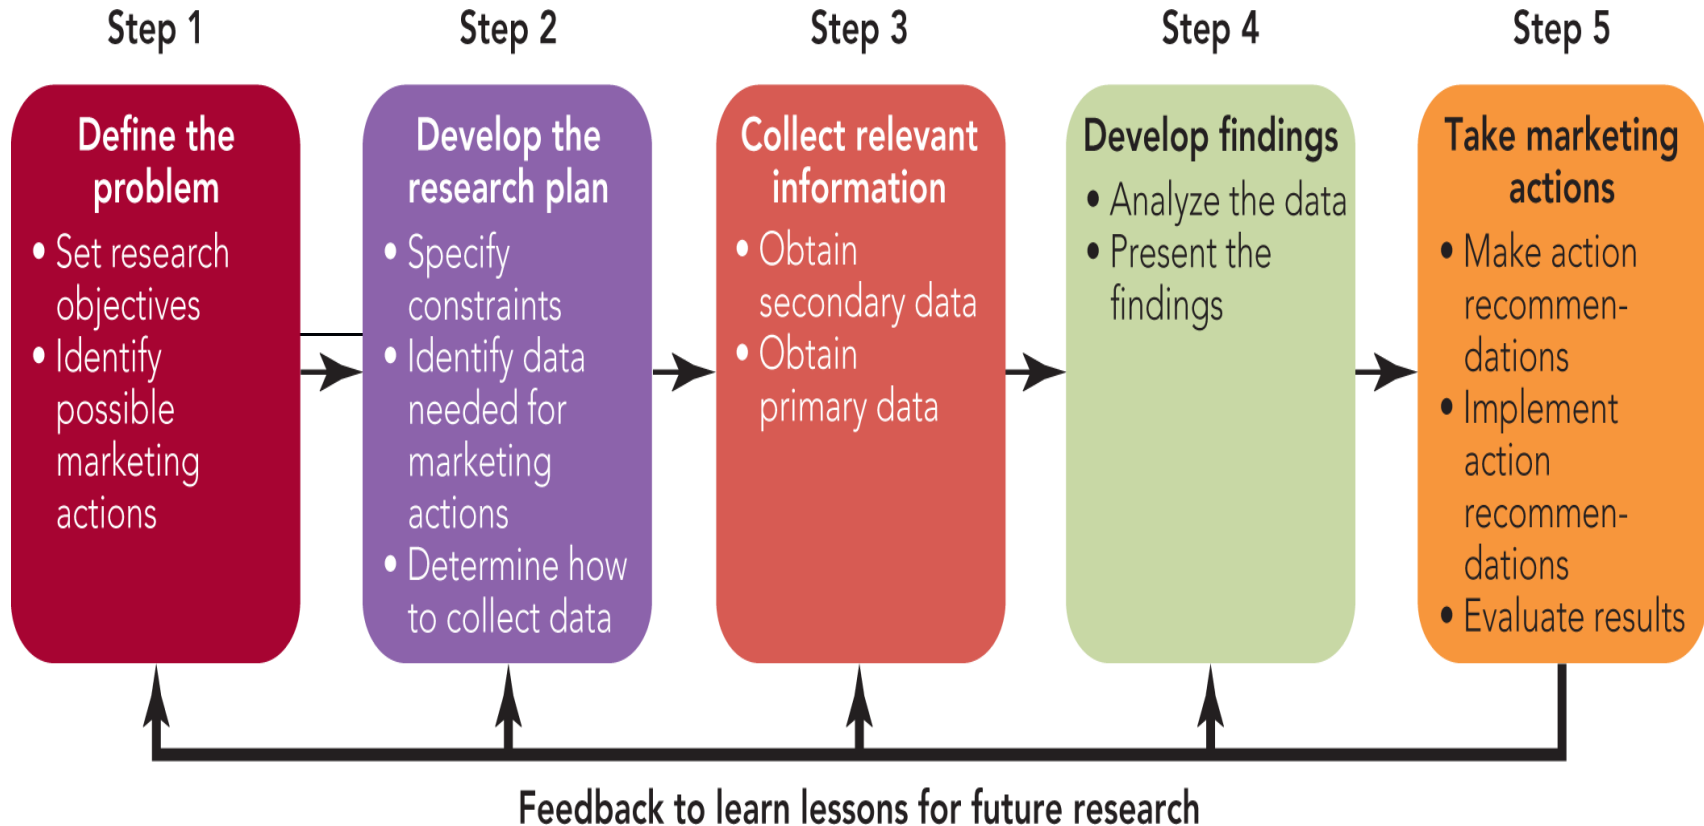 Step 1
Step 2
Step 3
Step 4
Step 5
Define the
problem
• Set research
objectives
• Identify
possible
marketing
actions
Develop the
research plan
• Specify
constraints
• Identify data
needed for
marketing
actions
• Determine how
to collect data
Collect relevant
information
• Obtain
secondary data
• Obtain
primary data
Develop findings
• Analyze the data
• Present the
findings
Take marketing
actions
• Make action
recommen-
dations
• Implement
action
recommen-
dations
• Evaluate results
Feedback to learn lessons for future research